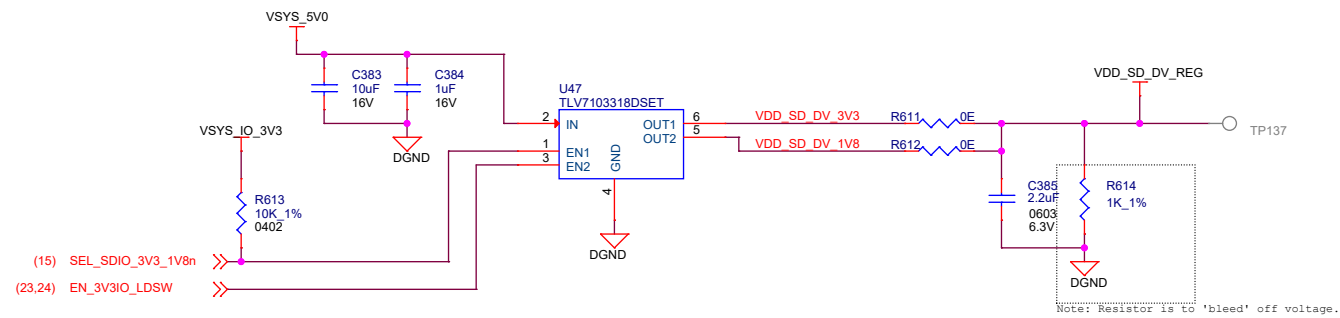 VSYS_5V0
C383
10uF
16V
C384
1uF
16V
U47
TLV7103318DSET
2
IN
1
EN1
3
EN2
GND
4
OUT1
6
OUT2
5
DGND
DGND
VSYS_IO_3V3
R613
10K_1%
0402
(15) SEL_SDIO_3V3_1V8n
(23,24) EN_3V3IO_LDSW
VDD_SD_DV_3V3
VDD_SD_DV_1V8
R611
0E
R612
0E
VDD_SD_DV_REG
TP137
C385
2.2uF
0603
6.3V
R614
1K_1%
DGND
Note: Resistor is to 'bleed' off voltage.